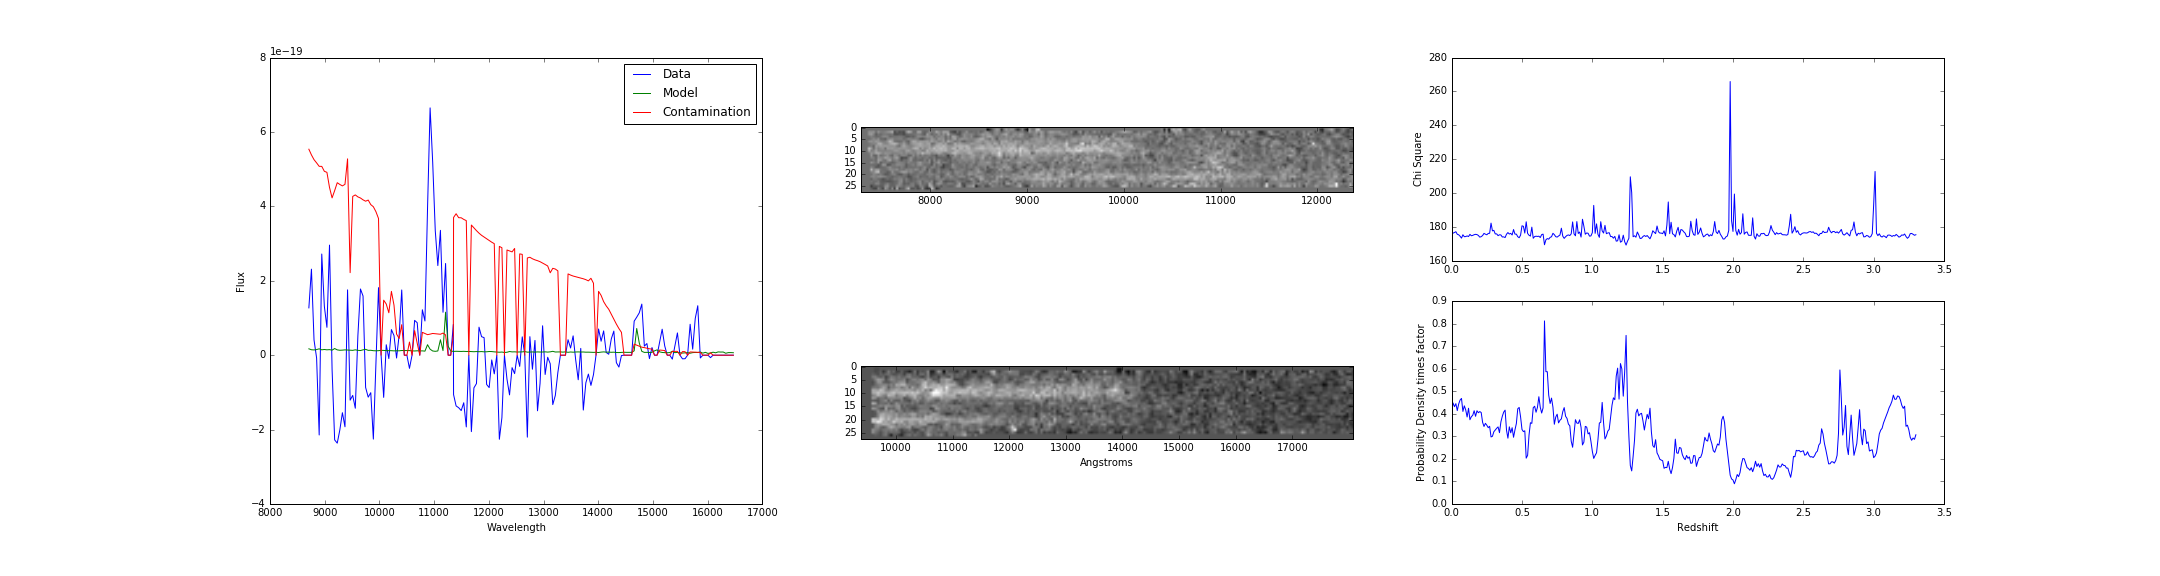 1e−19
8
6
4
2
0
−2
−4
Flux
8000 9000 10000 11000 12000 13000 14000 15000 16000 17000
Wavelength
Data
Model
Contamination
0
5
10
15
20
25
8000 9000 10000 11000 12000
0
5
10
15
20
25
10000 11000 12000 13000 14000 15000 16000 17000
Angstroms
280
260
240
220
200
180
160
Chi Square
0.0 0.5 1.0 1.5 2.0 2.5 3.0 3.5
0.9
0.8
0.7
0.6
0.5
0.4
0.3
0.2
0.1
0.0
Probability Density times factor
0.0 0.5 1.0 1.5 2.0 2.5 3.0 3.5
Redshift